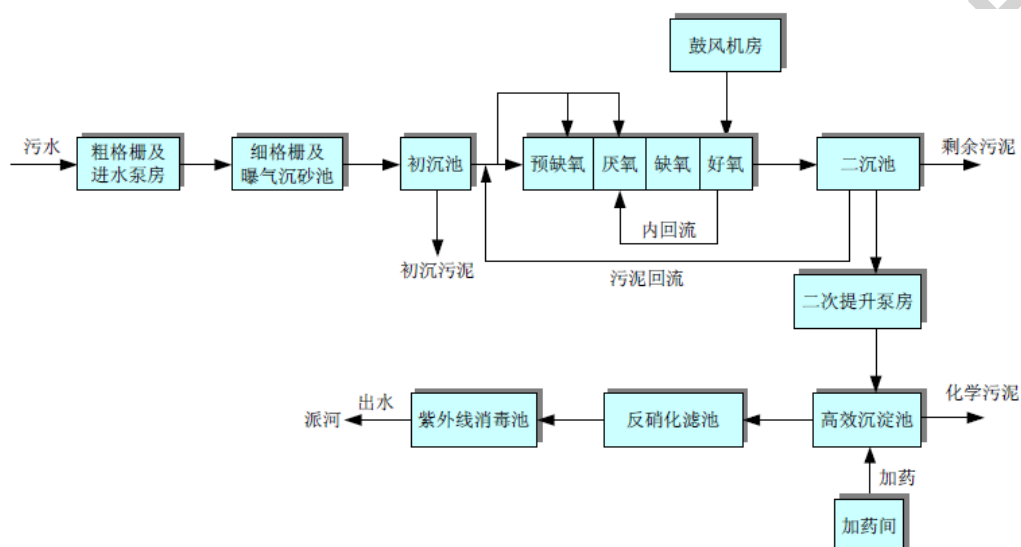 鼓风机房
污水
粗格栅及
进水泵房
细格栅及
曝气沉砂池
初沉池
预缺氧
厌氧
缺氧
好氧
二沉池
剩余污泥
内回流
初沉污泥
污泥回流
二次提升泵房
派河
出水
紫外线消毒池
反硝化滤池
高效沉淀池
化学污泥
加药
加药间